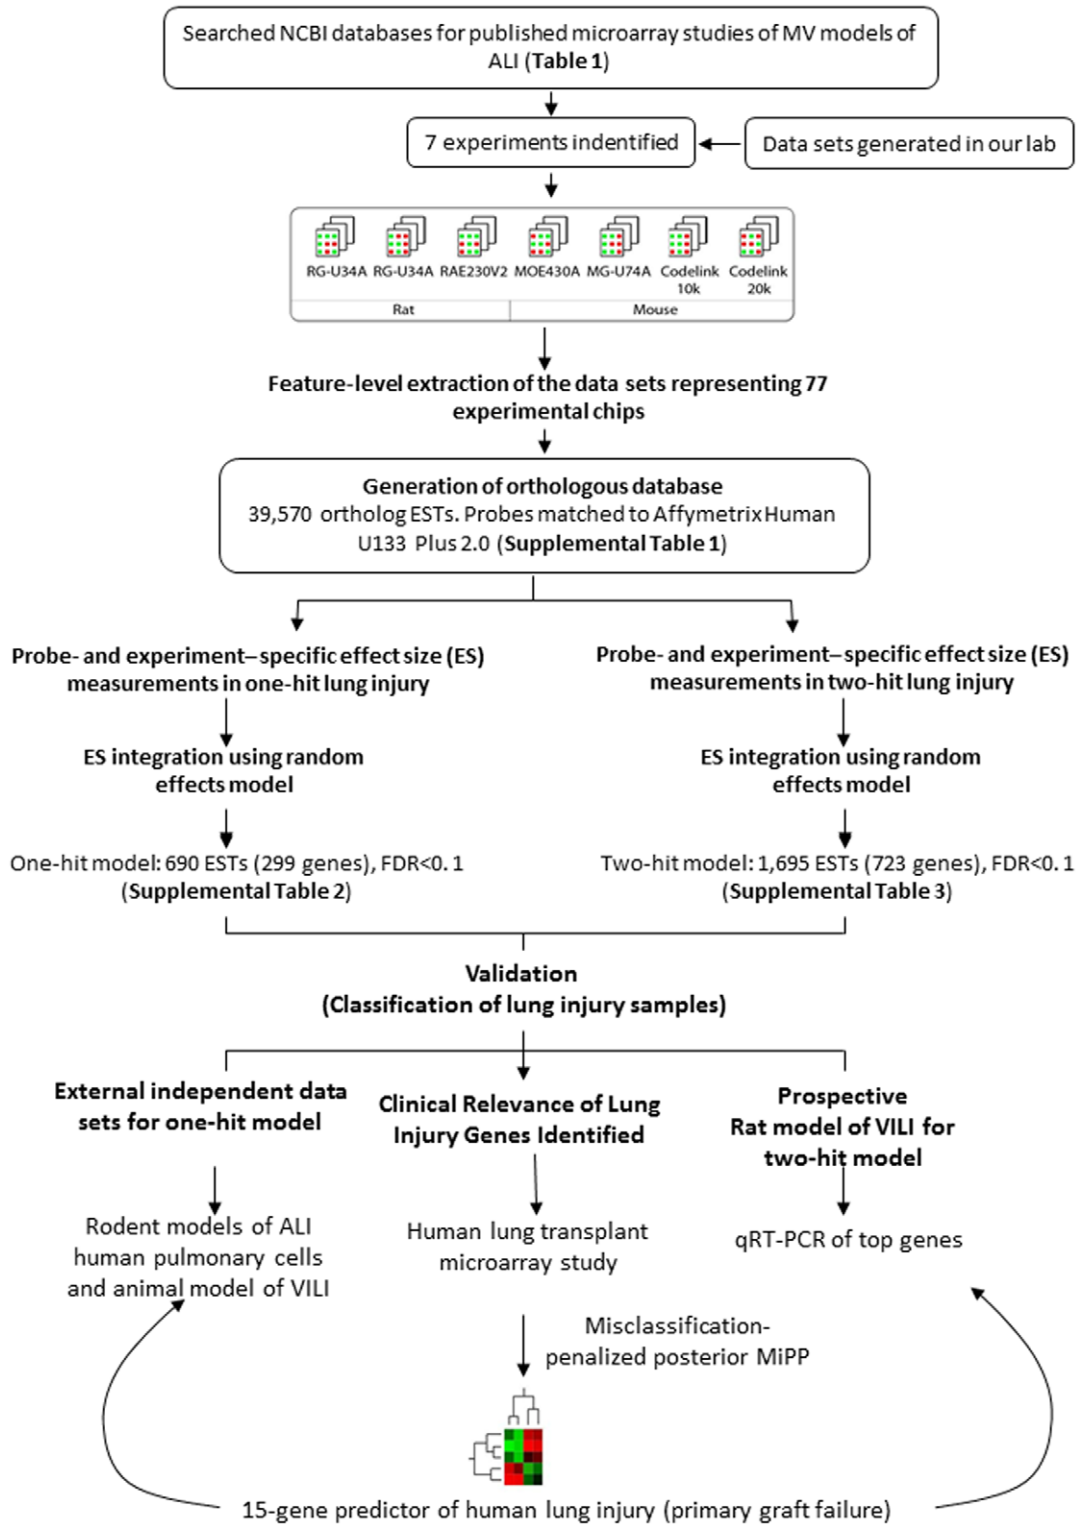 Searched NCBI databases for published microarray studies of MV models of
ALI (Table 1)
7 experiments indentified
Data sets generated in our lab
RG-U34A RG-U34A RAE230V2 MOE430A MG-U74A Codelink 10k Codelink 20k
Rat
Mouse
Feature-level extraction of the data sets representing 77
experimental chips
Generation of orthologous database
39,570 ortholog ESTs. Probes matched to Affymetrix Human
U133 Plus 2.0 (Supplemental Table 1)
Probe- and experiment–specific effect size (ES)
measurements in one-hit lung injury
Probe- and experiment–specific effect size (ES)
measurements in two-hit lung injury
ES integration using random
effects model
ES integration using random
effects model
One-hit model: 690 ESTs (299 genes), FDR<0. 1
(Supplemental Table 2)
Two-hit model: 1,695 ESTs (723 genes), FDR<0. 1
(Supplemental Table 3)
Validation
(Classification of lung injury samples)
External independent data
sets for one-hit model
Clinical Relevance of Lung
Injury Genes Identified
Prospective
Rat model of VILI for
two-hit model
Rodent models of ALI
human pulmonary cells
and animal model of VILI
Human lung transplant
microarray study
qRT-PCR of top genes
Misclassification-
penalized posterior MiPP
15-gene predictor of human lung injury (primary graft failure)